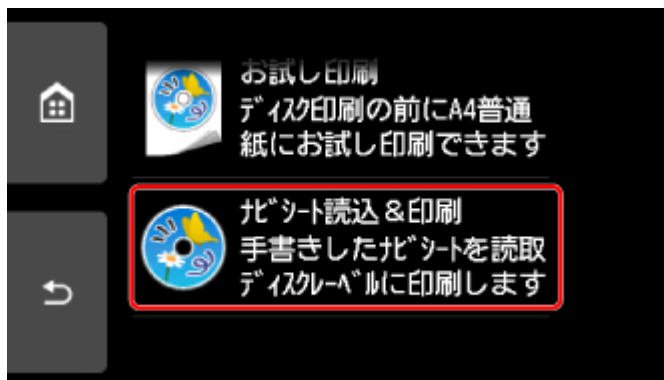 お試し印刷
ディスク印刷の前にA4普通
紙にお試し印刷できます
ナビシート読込&印刷
手書きしたナビシートを読取
ディスクレーベルに印刷します